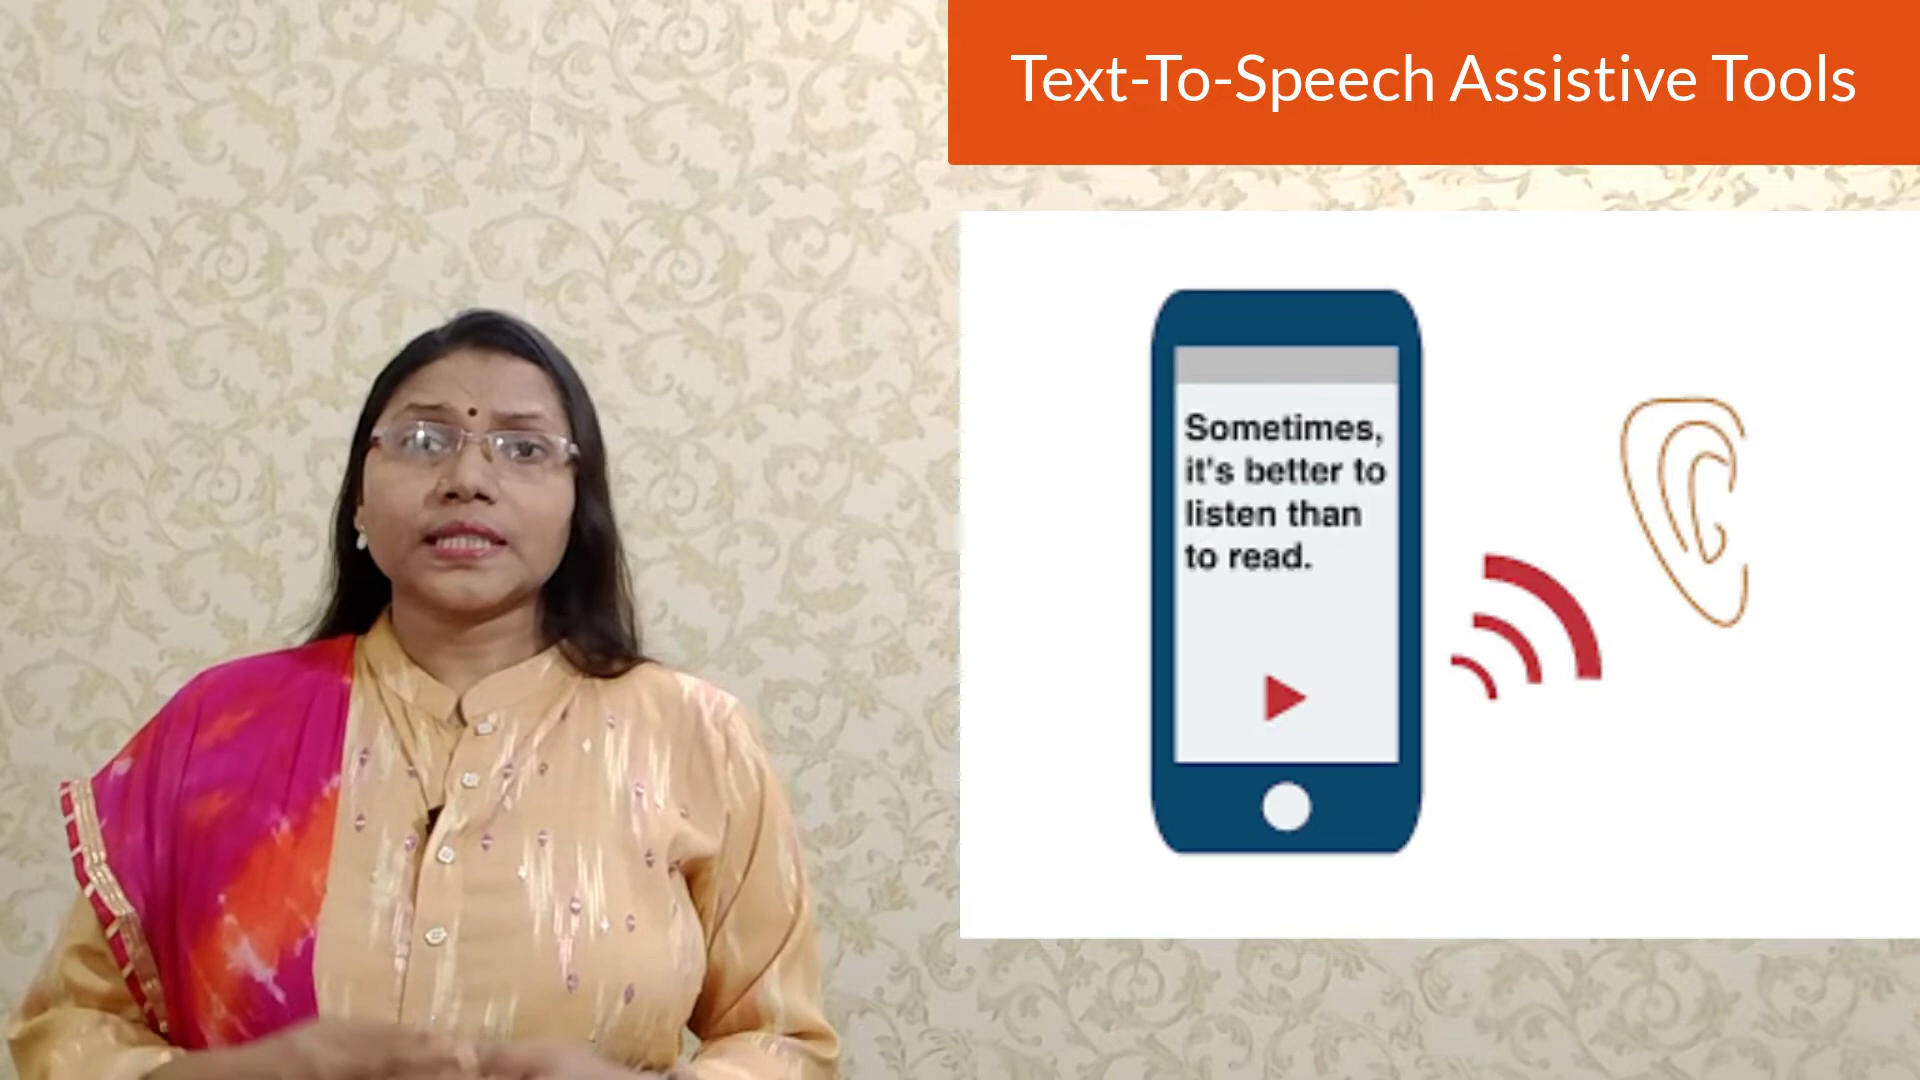 Text-To-Speech Assistive Tools
Sometimes,
it's better to
listen than
to read.